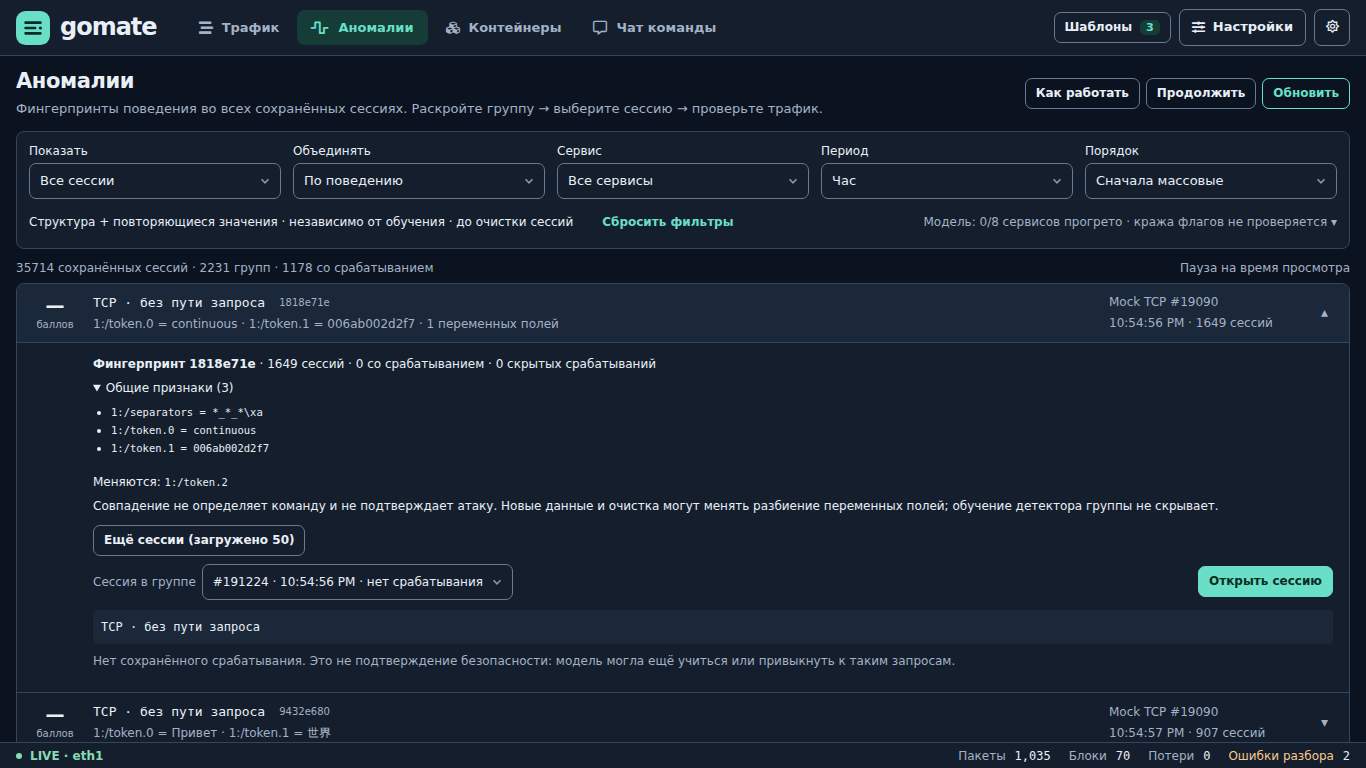 gomate
Трафик
Аномалии
Контейнеры
Чат команды
Шаблоны 3
Настройки
Аномалии
Фингерпринты поведения во всех сохранённых сессиях. Раскройте группу → выберите сессию → проверьте трафик.
Как работать
Продолжить
Обновить
Показать
Объединять
Сервис
Период
Порядок
Все сессии
По поведению
Все сервисы
Час
Сначала массовые
Структура + повторяющиеся значения · независимо от обучения · до очистки сессий
Сбросить фильтры
Модель: 0/8 сервисов прогрето · кража флагов не проверяется ▾
35714 сохранённых сессий · 2231 групп · 1178 со срабатыванием
Пауза на время просмотра
—
баллов
TCP · без пути запроса 1818e71e
1:/token.0 = continuous · 1:/token.1 = 006ab002d2f7 · 1 переменных полей
Mock TCP #19090
10:54:56 PM · 1649 сессий
▲
Фингерпринт 1818e71e · 1649 сессий · 0 со срабатыванием · 0 скрытых срабатываний
▼ Общие признаки (3)
• 1:/separators = *_*_*\xa
• 1:/token.0 = continuous
• 1:/token.1 = 006ab002d2f7
Меняются: 1:/token.2
Совпадение не определяет команду и не подтверждает атаку. Новые данные и очистка могут менять разбиение переменных полей; обучение детектора группы не скрывает.
Ещё сессии (загружено 50)
Сессия в группе
#191224 · 10:54:56 PM · нет срабатывания
Открыть сессию
TCP · без пути запроса
Нет сохранённого срабатывания. Это не подтверждение безопасности: модель могла ещё учиться или привыкнуть к таким запросам.
—
баллов
TCP · без пути запроса 9432e680
1:/token.0 = Привет · 1:/token.1 = 世界
Mock TCP #19090
10:54:57 PM · 907 сессий
▼
LIVE · eth1
Пакеты 1,035
Блоки 70
Потери 0
Ошибки разбора 2